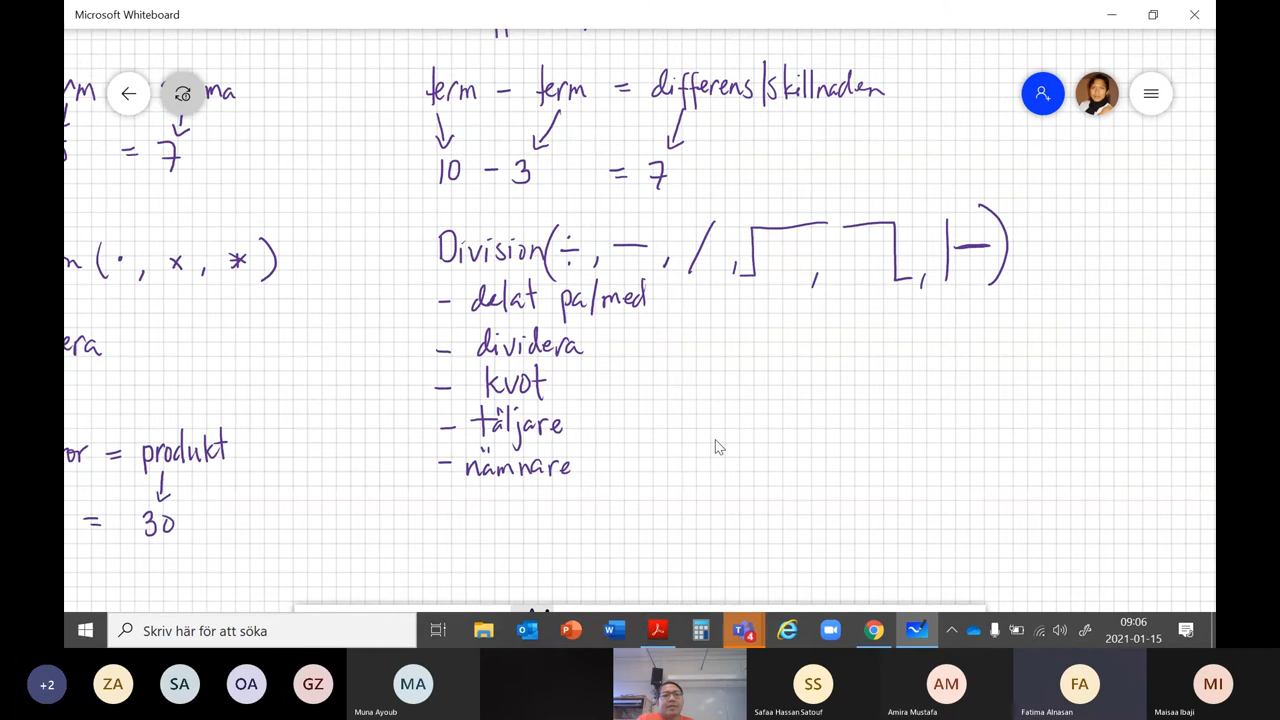 Microsoft Whiteboard
term - term = differens/skillnaden
10 - 3 = 7
= 7
Division(÷, —, /,
(·, ×, *)
- delat på/med
- dividera
- kvot
- täljare
- nämnare
= produkt
= 30
Skriv här för att söka
4
09:06
2021-01-15
+2
ZA
SA
OA
GZ
MA
Muna Ayoub
SS
Safaa Hassan Satouf
AM
Amira Mustafa
FA
Fatima Alnasan
MI
Maisaa Ibaji